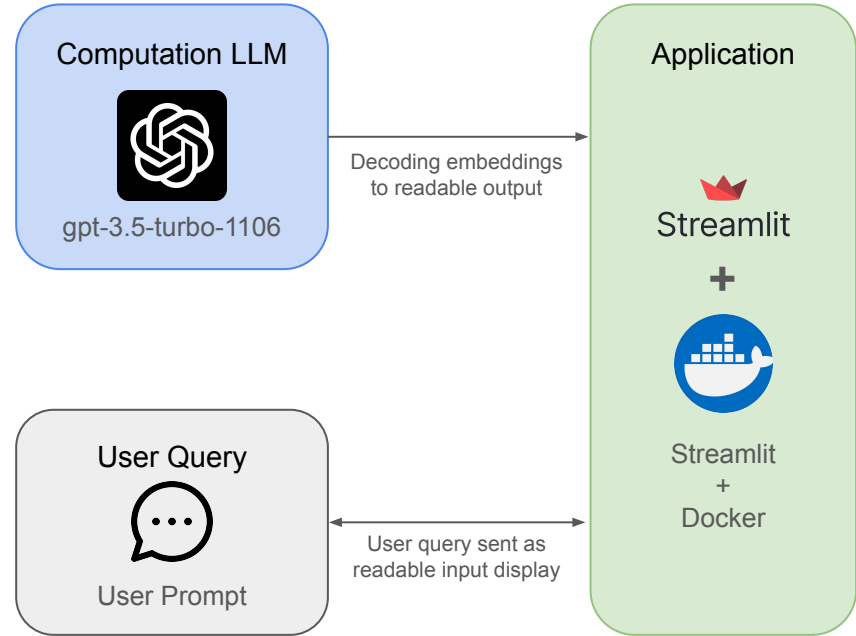 Computation LLM
gpt-3.5-turbo-1106
Decoding embeddings
to readable output
Application
Streamlit
+
Streamlit
+
Docker
User Query
User Prompt
User query sent as
readable input display